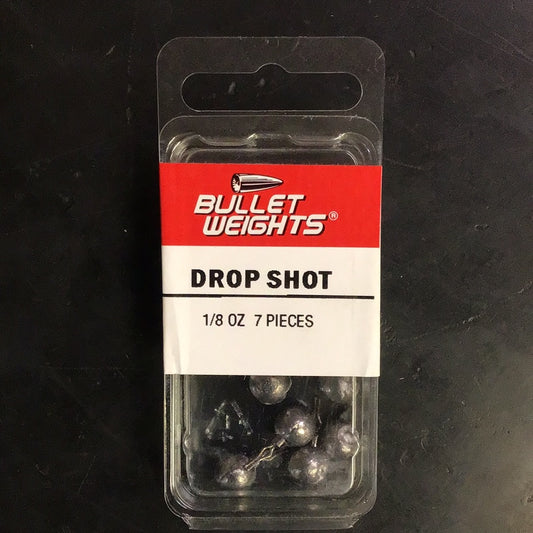 BULLET
WEIGHTS®
DROP SHOT
1/8 OZ 7 PIECES